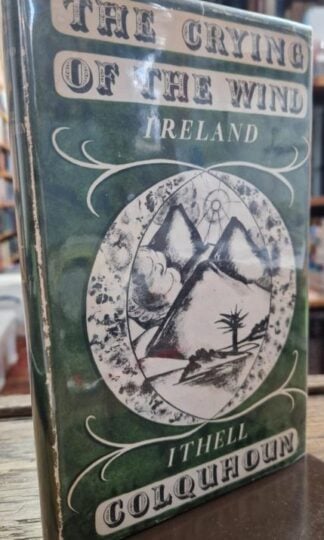 THE CRYING
OF THE WIND
IRELAND
ITHELL
COLQUHOUN